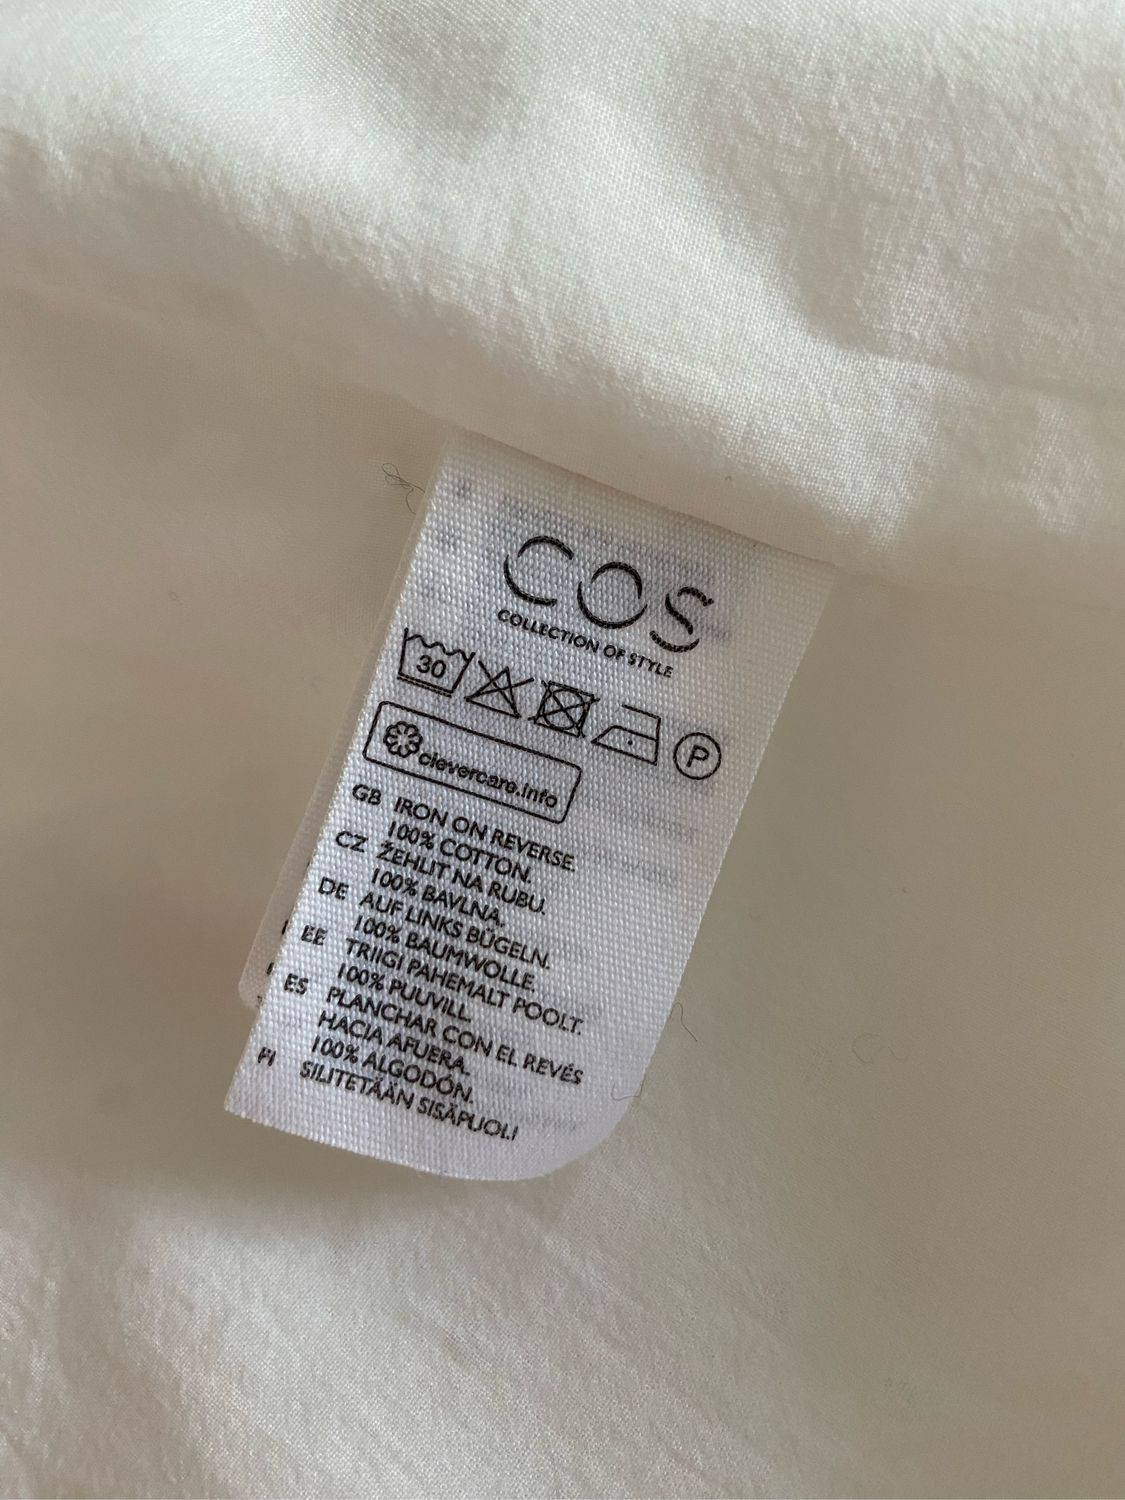 COS
COLLECTION OF STYLE
30
P
clevercare.info
GB IRON ON REVERSE.
100% COTTON.
CZ ŽEHLIT NA RUBU.
100% BAVLNA.
DE AUF LINKS BÜGELN.
100% BAUMWOLLE.
EE TRIIGI PAHEMALT POOLT.
100% PUUVILL.
ES PLANCHAR CON EL REVÉS
HACIA AFUERA.
100% ALGODÓN.
FI SILITETÄÄN SISÄPUOLI